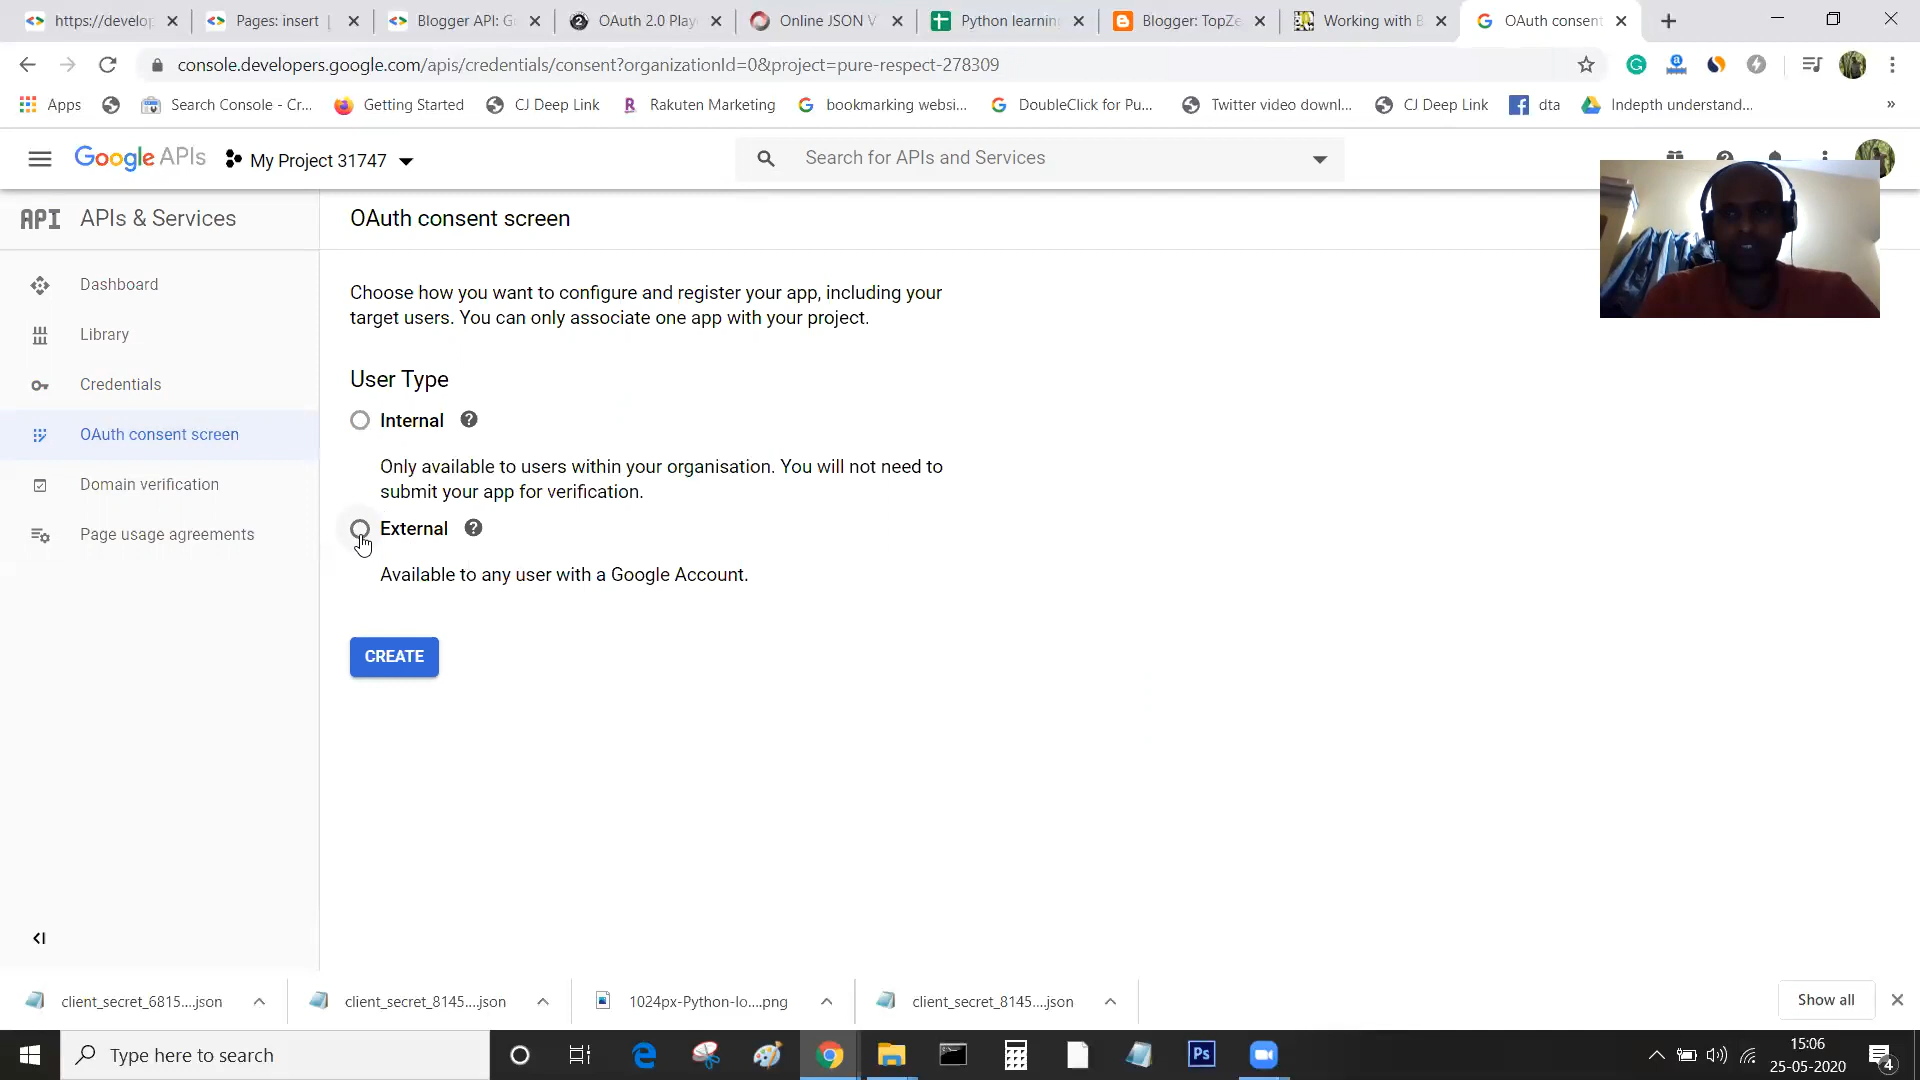 https://develop
Pages: insert |
Blogger API: G
OAuth 2.0 Play
Online JSON V
Python learning
Blogger: TopZe
Working with B
OAuth consent
console.developers.google.com/apis/credentials/consent?organizationId=0&project=pure-respect-278309
Apps
Search Console - Cr...
Getting Started
CJ Deep Link
Rakuten Marketing
bookmarking websi...
DoubleClick for Pu...
Twitter video downl...
CJ Deep Link
dta
Indepth understand...
»
Google APIs
My Project 31747
Search for APIs and Services
API APIs & Services
OAuth consent screen
Dashboard
Library
Credentials
OAuth consent screen
Domain verification
Page usage agreements
Choose how you want to configure and register your app, including your
target users. You can only associate one app with your project.
User Type
Internal
Only available to users within your organisation. You will not need to
submit your app for verification.
External
Available to any user with a Google Account.
CREATE
client_secret_6815....json
client_secret_8145....json
1024px-Python-lo....png
client_secret_8145....json
Show all
Type here to search
Ps
15:06
25-05-2020
4